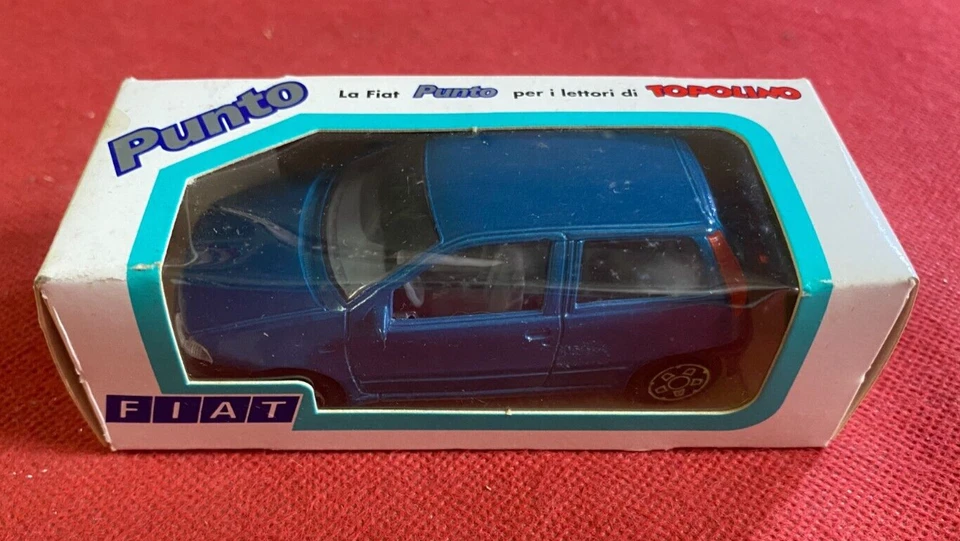 Punto
La Fiat Punto per i lettori di TOPOLINO
FIAT